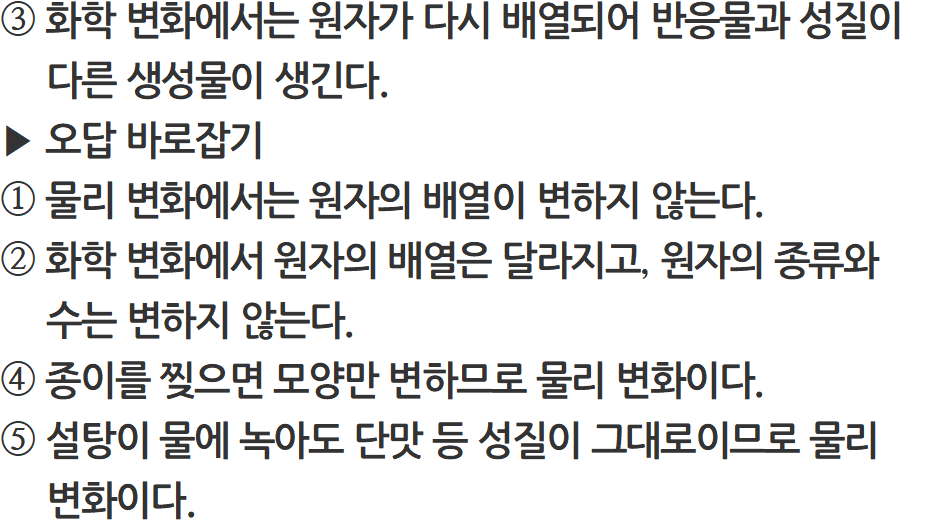 ③ 화학 변화에서는 원자가 다시 배열되어 반응물과 성질이
다른 생성물이 생긴다.
▶ 오답 바로잡기
① 물리 변화에서는 원자의 배열이 변하지 않는다.
② 화학 변화에서 원자의 배열은 달라지고, 원자의 종류와
수는 변하지 않는다.
④ 종이를 찢으면 모양만 변하므로 물리 변화이다.
⑤ 설탕이 물에 녹아도 단맛 등 성질이 그대로이므로 물리
변화이다.